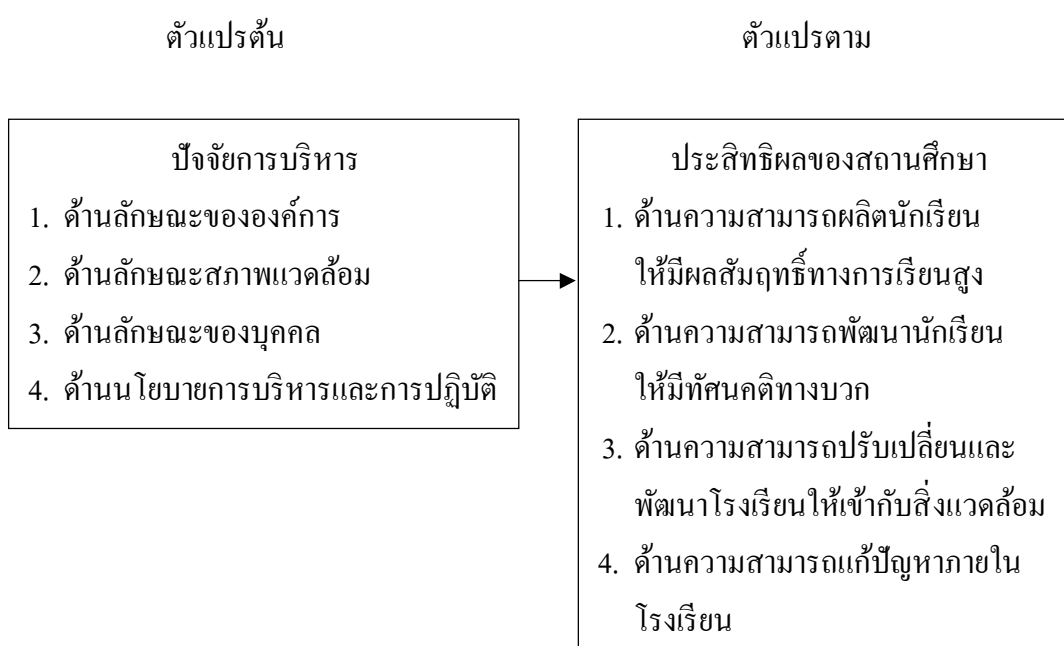 ตัวแปรต้น
ตัวแปรตาม
ปัจจัยการบริหาร
1. ด้านลักษณะขององค์การ
2. ด้านลักษณะสภาพแวดล้อม
3. ด้านลักษณะของบุคคล
4. ด้านนโยบายการบริหารและการปฏิบัติ
ประสิทธิผลของสถานศึกษา
1. ด้านความสามารถผลิตนักเรียน
ให้มีผลสัมฤทธิ์ทางการเรียนสูง
2. ด้านความสามารถพัฒนานักเรียน
ให้มีทัศนคติทางบวก
3. ด้านความสามารถปรับเปลี่ยนและ
พัฒนาโรงเรียนให้เข้ากับสิ่งแวดล้อม
4. ด้านความสามารถแก้ปัญหาภายใน
โรงเรียน